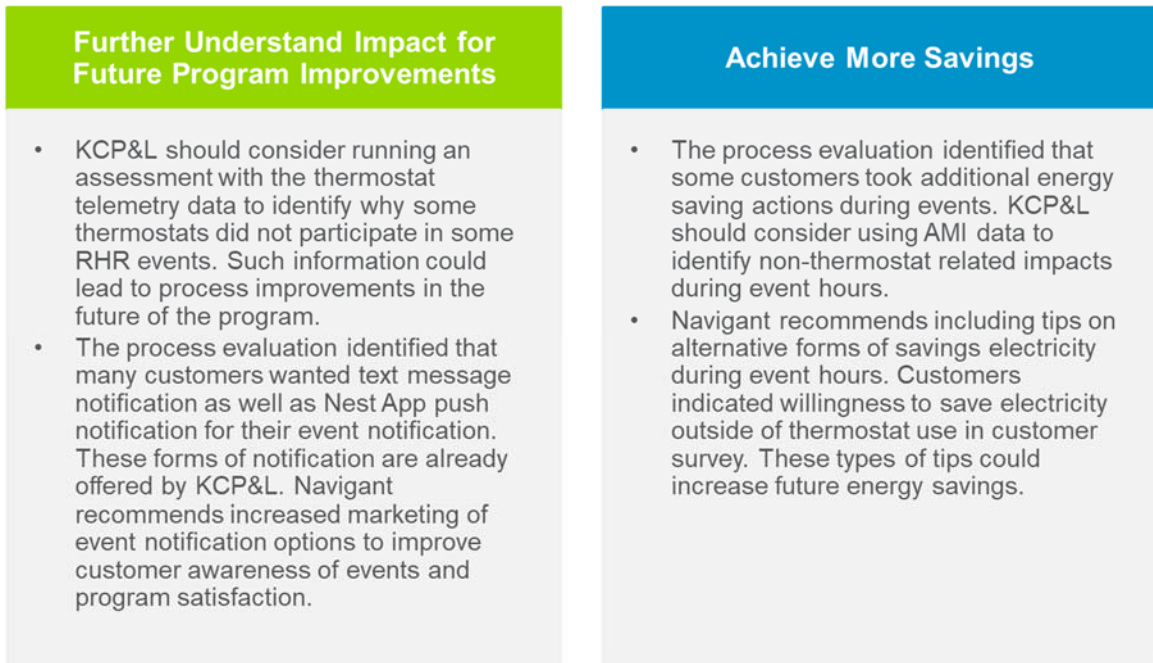 Further Understand Impact for
Future Program Improvements
• KCP&L should consider running an
assessment with the thermostat
telemetry data to identify why some
thermostats did not participate in some
RHR events. Such information could
lead to process improvements in the
future of the program.
• The process evaluation identified that
many customers wanted text message
notification as well as Nest App push
notification for their event notification.
These forms of notification are already
offered by KCP&L. Navigant
recommends increased marketing of
event notification options to improve
customer awareness of events and
program satisfaction.
Achieve More Savings
• The process evaluation identified that
some customers took additional energy
saving actions during events. KCP&L
should consider using AMI data to
identify non-thermostat related impacts
during event hours.
• Navigant recommends including tips on
alternative forms of savings electricity
during event hours. Customers
indicated willingness to save electricity
outside of thermostat use in customer
survey. These types of tips could
increase future energy savings.